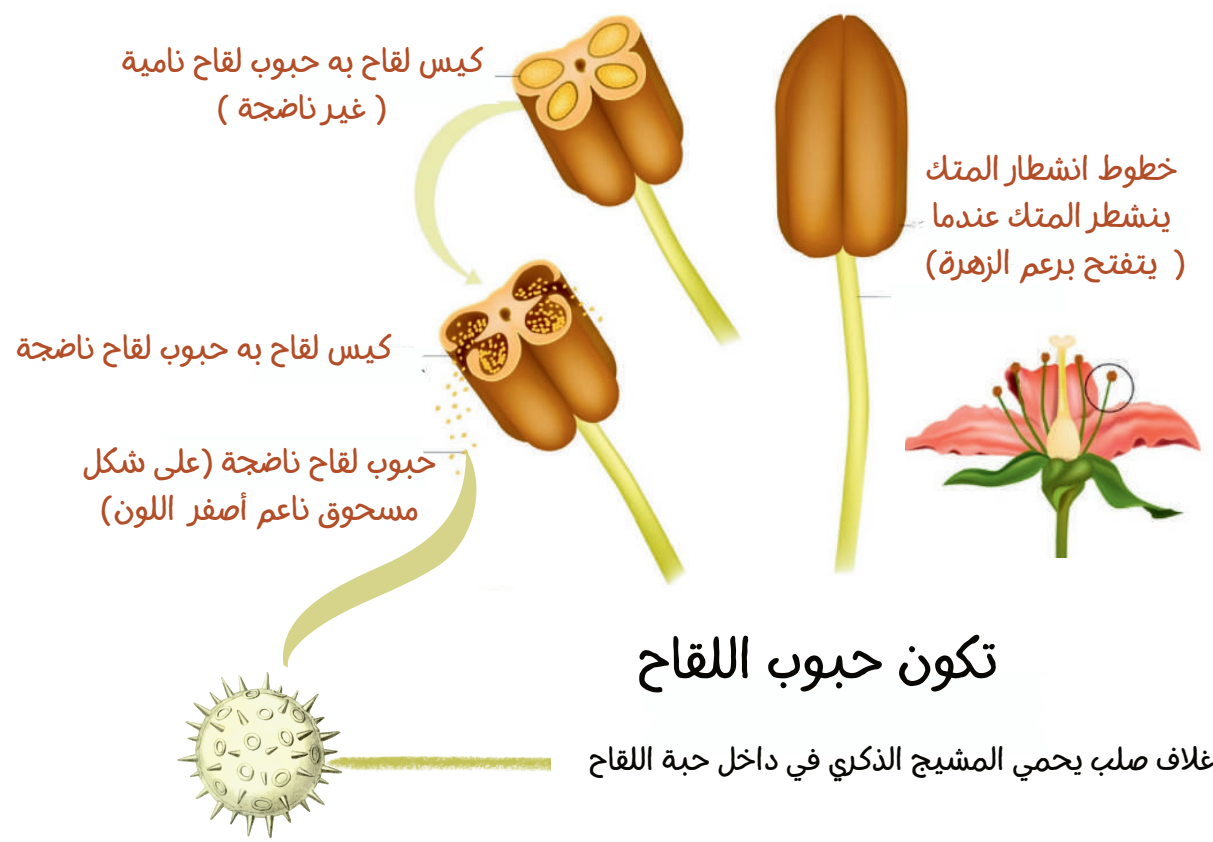 كيس لقاح به حبوب لقاح نامية
( غير ناضجة )
خطوط انشطار المتك
ينشطر المتك عندما
( يتفتح برعم الزهرة)
كيس لقاح به حبوب لقاح ناضجة
حبوب لقاح ناضجة (على شكل
مسحوق ناعم أصفر اللون)
تكون حبوب اللقاح
غلاف صلب يحمي المشيج الذكري في داخل حبة اللقاح